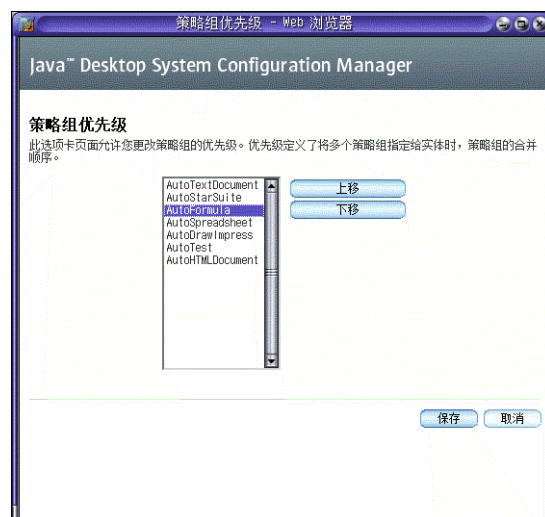 策略组优先级 - Web 浏览器
Java™ Desktop System Configuration Manager
策略组优先级
此选项卡页面允许您更改策略组的优先级。优先级定义了将多个策略组指定给实体时，策略组的合并
顺序。
AutoTextDocument
AutoStarSuite
AutoFormula
AutoSpreadsheet
AutoDrawImpress
AutoTest
AutoHTMLDocument
上移
下移
保存 取消